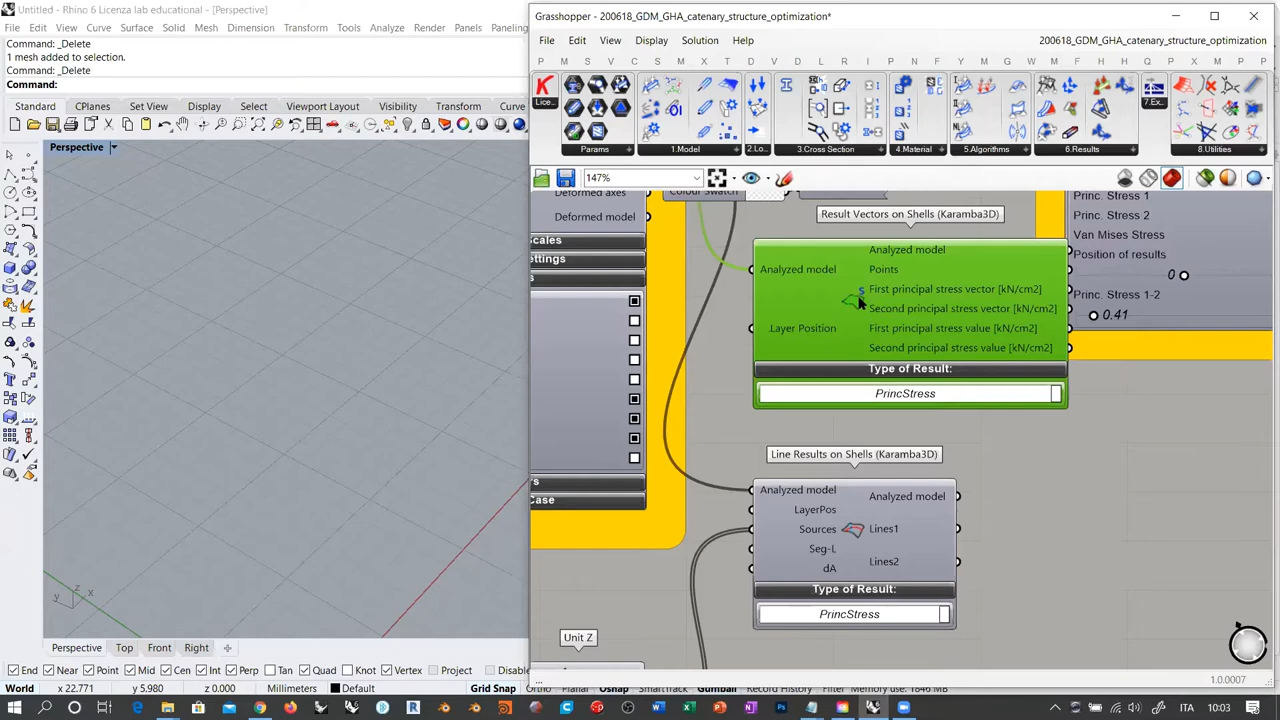 Untitled - Rhino 6 Licenza lab educational - [Perspective]
File Edit View Curve Surface Solid Mesh Dimension Transform Tools Analyze Render Panels Paneling
Command: _Delete
1 mesh added to selection.
Command: _Delete
Command:
Standard CPlanes Set View Display Select Viewport Layout Visibility Transform Curve
Perspective
z
x
y
Perspective Top Front Right
End Near Point Mid Cen Int Perp Tan Quad Knot Vertex Project Disable
World x 22.771 y 5.980 z 0.000 Millimeters Default Grid Snap Ortho Planar Osnap SmartTrack Gumball Record History Filter Memory use: 1846 MB
Grasshopper - 200618_GDM_GHA_catenary_structure_optimization*
File Edit View Display Solution Help 200618_GDM_GHA_catenary_structure_optimization
Lice...
Params 1.Model 2.Lo... 3.Cross Section 4.Material 5.Algorithms 6.Results 7.Ex... 8.Utilities
147%
Deformed axes
Deformed model
Colour Swatch
Result Vectors on Shells (Karamba3D)
Analyzed model
Layer Position
Analyzed model
Points
First principal stress vector [kN/cm2]
Second principal stress vector [kN/cm2]
First principal stress value [kN/cm2]
Second principal stress value [kN/cm2]
Type of Result:
PrincStress
Princ. Stress 1
Princ. Stress 2
Van Mises Stress
Position of results
0
Princ. Stress 1-2
0.41
Line Results on Shells (Karamba3D)
Analyzed model
LayerPos
Sources
Seg-L
dA
Analyzed model
Lines1
Lines2
Type of Result:
PrincStress
Unit Z
...
1.0.0007
ITA 10:03